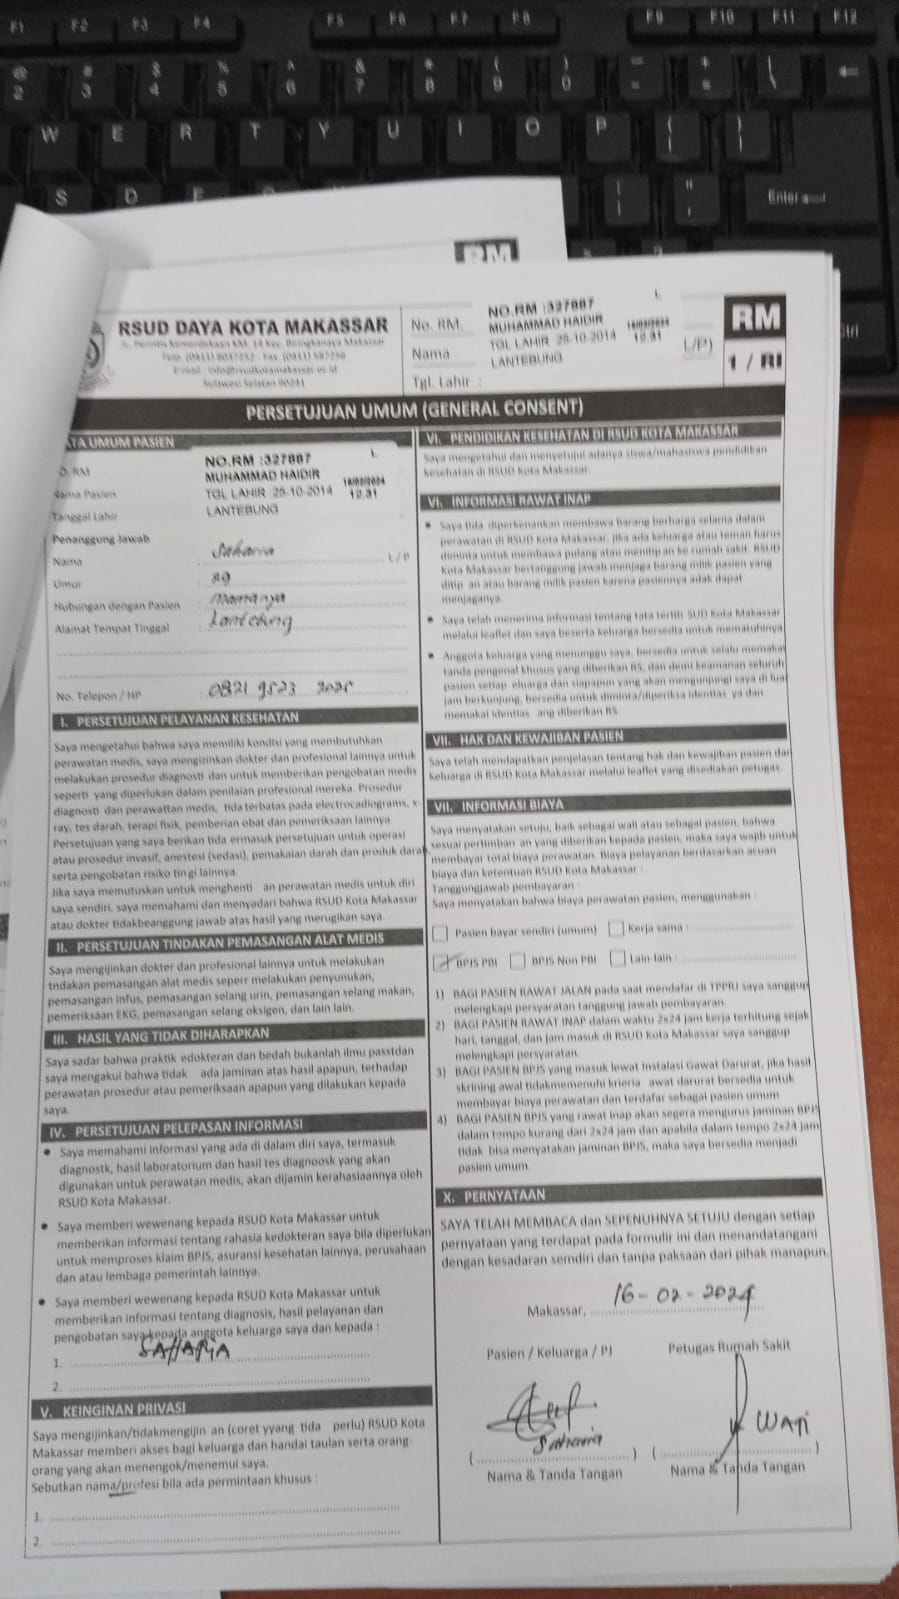 F1 F2 F3 F4 F5 F6 F7 F8 F9 F10 F11 F12
@ # $ % ^ & * ( ) _ + |
2 3 4 5 6 7 8 9 0 - = \
W E R T Y U I O P { }
[ ]
S D F
Enter
RM
RSUD DAYA KOTA MAKASSAR
Jl. Perintis Kemerdekaan KM. 14 Kec. Biringkanaya Makassar
Sulawesi Selatan 90241
No. RM. NO.RM :327887 L
Nama MUHAMMAD HAIDIR
TGL LAHIR 25-10-2014 16/02/2024
LANTEBUNG 12.31
L/P)
Tgl. Lahir :
RM
1 / RI
PERSETUJUAN UMUM (GENERAL CONSENT)
ATA UMUM PASIEN
O. RM NO.RM :327887 L
Nama Pasien MUHAMMAD HAIDIR 16/02/2024
Tanggal Lahir TGL LAHIR 25-10-2014 12.31
LANTEBUNG
Penanggung Jawab
Nama : Saharia L / P
Umur :
Hubungan dengan Pasien : mamanya
Alamat Tempat Tinggal : Lantebung
No. Telepon / HP : 0821 9523
I. PERSETUJUAN PELAYANAN KESEHATAN
Saya mengetahui bahwa saya memiliki kondisi yang membutuhkan
perawatan medis, saya mengizinkan dokter dan profesional lainnya untuk
melakukan prosedur diagnosti dan untuk memberikan pengobatan medis
seperti yang diperlukan dalam penilaian profesional mereka. Prosedur
diagnosti dan perawattan medis, tida terbatas pada electrocadiograms, x-
ray, tes darah, terapi fisik, pemberian obat dan pemeriksaan lainnya.
Persetujuan yang saya berikan tida ermasuk persetujuan untuk operasi
atau prosedur invasif, anestesi (sedasi), pemakaian darah dan produk darah,
serta pengobatan risiko tin gi lainnya.
Jika saya memutuskan untuk menghenti an perawatan medis untuk diri
saya sendiri, saya memahami dan menyadari bahwa RSUD Kota Makassar
atau dokter tidakbeanggung jawab atas hasil yang merugikan saya.
II. PERSETUJUAN TINDAKAN PEMASANGAN ALAT MEDIS
Saya mengijinkan dokter dan profesional lainnya untuk melakukan
tndakan pemasangan alat medis seperr melakukan penyunukan,
pemasangan infus, pemasangan selang urin, pemasangan selang makan,
pemeriksaan EKG, pemasangan selang oksigen, dan lain lain.
III. HASIL YANG TIDAK DIHARAPKAN
Saya sadar bahwa praktik edokteran dan bedah bukanlah ilmu passtdan
saya mengakui bahwa tidak ada jaminan atas hasil apapun, terhadap
perawatan prosedur atau pemeriksaan apapun yang dilakukan kepada
saya.
IV. PERSETUJUAN PELEPASAN INFORMASI
• Saya memahami informasi yang ada di dalam diri saya, termasuk
diagnostk, hasil laboratorium dan hasil tes diagnoosk yang akan
digunakan untuk perawatan medis, akan dijamin kerahasiaannya oleh
RSUD Kota Makassar.
• Saya memberi wewenang kepada RSUD Kota Makassar untuk
memberikan informasi tentang rahasia kedokteran saya bila diperlukan
untuk memproses klaim BPJS, asuransi kesehatan lainnya, perusahaan
dan atau lembaga pemerintah lainnya.
• Saya memberi wewenang kepada RSUD Kota Makassar untuk
memberikan informasi tentang diagnosis, hasil pelayanan dan
pengobatan saya kepada anggota keluarga saya dan kepada :
1. SAHARIA
2.
V. KEINGINAN PRIVASI
Saya mengijinkan/tidakmengijin an (coret yyang tida perlu) RSUD Kota
Makassar memberi akses bagi keluarga dan handai taulan serta orang-
orang yang akan menengok/menemui saya.
Sebutkan nama/profesi bila ada permintaan khusus :
1.
2.
VI. PENDIDIKAN KESEHATAN DI RSUD KOTA MAKASSAR
Saya mengetahui dan menyetujui adanya siswa/mahasiswa pendidikan
kesehatan di RSUD Kota Makassar.
VI. INFORMASI RAWAT INAP
• Saya tida diperkenankan membawa barang berharga selama dalam
perawatan di RSUD Kota Makassar, jika ada keluarga atau teman harus
diminta untuk membawa pulang atau menitip an ke rumah sakit. RSUD
Kota Makassar bertanggung jawab menjaga barang milik pasien yang
ditip an atau barang milik pasien karena pasiennya adak dapat
menjaganya.
• Saya telah menerima informasi tentang tata tertib SUD Kota Makassar
melalui leaflet dan saya beserta keluarga bersedia untuk mematuhinya
• Anggota keluarga yang menunggu saya, bersedia untuk selalu memakai
tanda pengenal khusus yang diberikan RS, dan demi keamanan seluruh
pasien setiap eluarga dan siapapun yang akan mengunjungi saya di luar
jam berkunjung, bersedia untuk diminta/diperiksa identias ya dan
memakai identias ang diberikan RS.
VII. HAK DAN KEWAJIBAN PASIEN
Saya telah mendapatkan penjelasan tentang hak dan kewajiban pasien dan
keluarga di RSUD Kota Makassar melalui leaflet yang disediakan petugas.
VII. INFORMASI BIAYA
Saya menyatakan setuju, baik sebagai wali atau sebagai pasien, bahwa
sesuai pertimban an yang diberikan kepada pasien, maka saya wajib untuk
membayar total biaya perawatan. Biaya pelayanan berdasarkan acuan
biaya dan ketentuan RSUD Kota Makassar :
Tanggungjawab pembayaran :
Saya menyatakan bahwa biaya perawatan pasien, menggunakan :
Pasien bayar sendiri (umum) Kerja sama :
BPJS PBI BPJS Non PBI Lain-lain :
1) BAGI PASIEN RAWAT JALAN pada saat mendafar di TPPRJ saya sanggup
melengkapi persyaratan tanggung jawab pembayaran.
2) BAGI PASIEN RAWAT INAP dalam waktu 2x24 jam kerja terhitung sejak
hari, tanggal, dan jam masuk di RSUD Kota Makassar saya sanggup
melengkapi persyaratan.
3) BAGI PASIEN BPJS yang masuk lewat Instalasi Gawat Darurat, jika hasil
skrining awal tidakmemenuhi krieria awat darurat bersedia untuk
membayar biaya perawatan dan terdafar sebagai pasien umum
4) BAGI PASIEN BPJS yang rawat inap akan segera mengurus jaminan BPJS
dalam tempo kurang dari 2x24 jam dan apabila dalam tempo 2x24 jam
tidak bisa menyatakan jaminan BPJS, maka saya bersedia menjadi
pasien umum.
X. PERNYATAAN
SAYA TELAH MEMBACA dan SEPENUHNYA SETUJU dengan setiap
pernyataan yang terdapat pada formulir ini dan menandatangani
dengan kesadaran semdiri dan tanpa paksaan dari pihak manapun.
Makassar, 16-02-2024
Pasien / Keluarga / PJ Petugas Rumah Sakit
( Saharia ) ( WATI )
Nama & Tanda Tangan Nama & Tanda Tangan